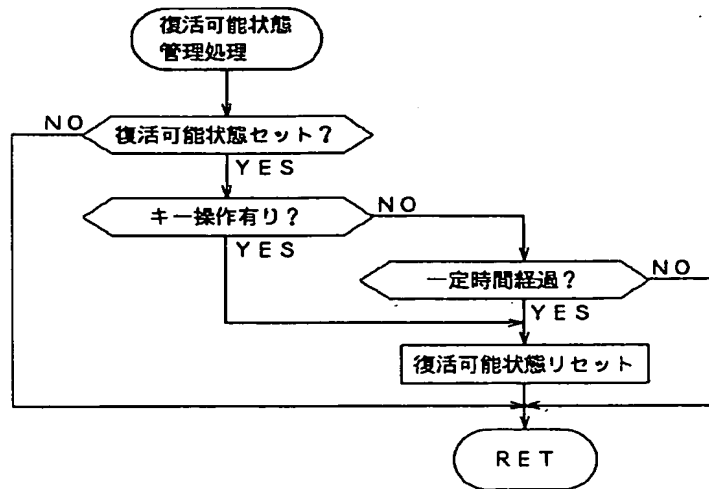 復活可能状態
管理処理
NO
復活可能状態セット？
YES
キー操作有り？
NO
YES
一定時間経過？
NO
YES
復活可能状態リセット
RET